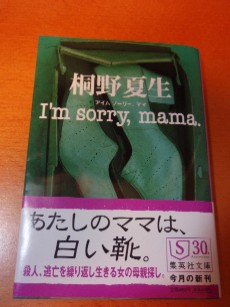 桐野夏生
アイムソーリー、ママ
I'm sorry, mama.
あたしのママは、
白い靴。
殺人、逃亡を繰り返し生きる女の母親探し。
S
30
集英社文庫
今月の新刊